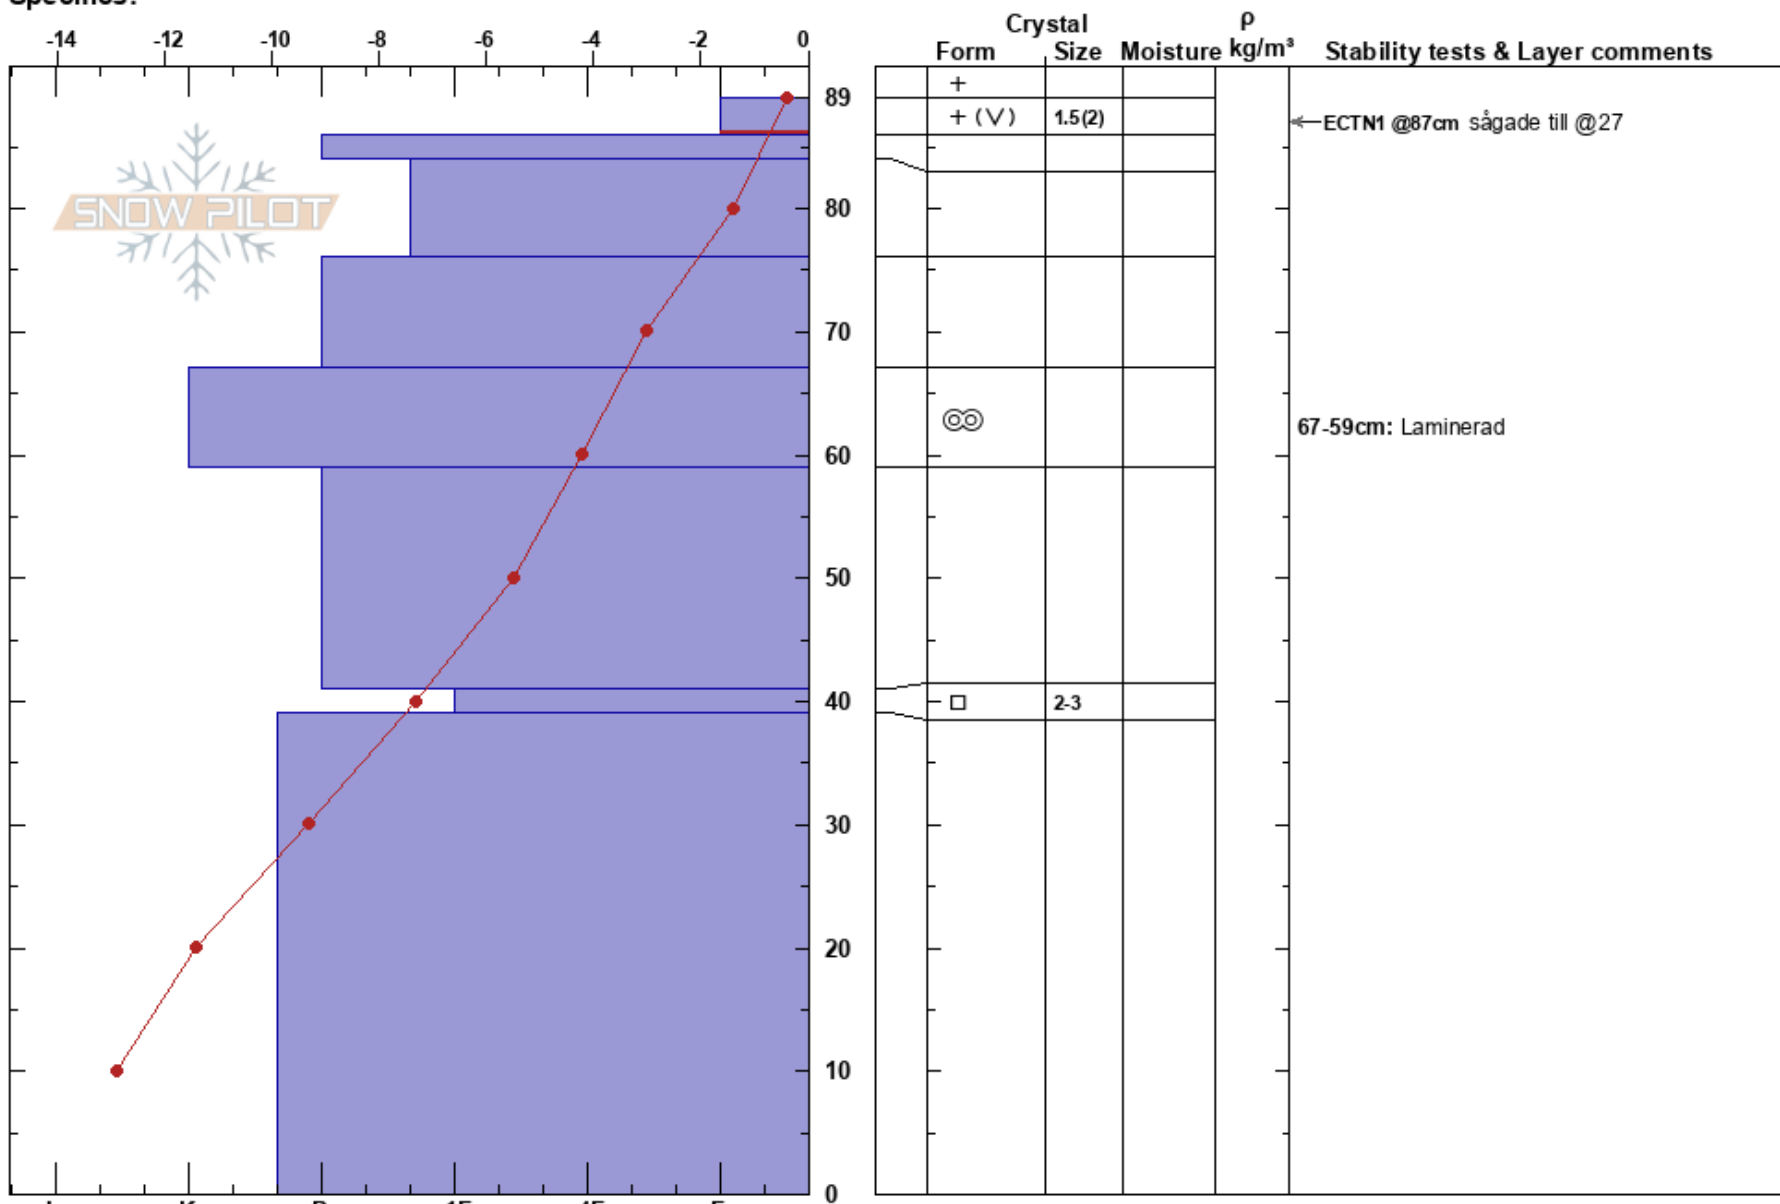 Crystal ρ
-14 -12 -10 -8 -6 -4 -2 0 Form Size Moisture kg/m³ Stability tests & Layer comments
89 +
+ (V) 1.5(2) ECTN1 @87cm sågade till @27
SNOW PILOT
80
70
67-59cm: Laminerad
60
50
40 2-3
30
20
10
0